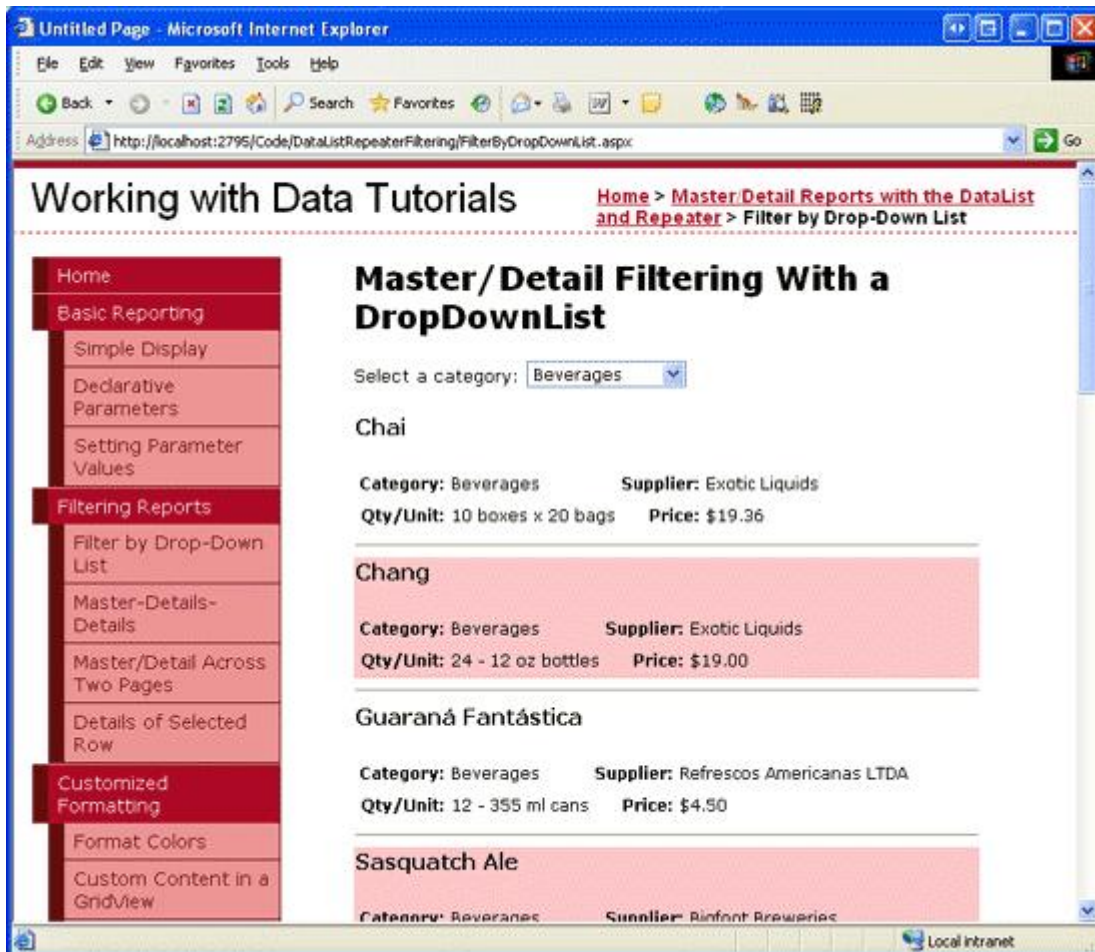 Untitled Page - Microsoft Internet Explorer
File Edit View Favorites Tools Help
Back Search Favorites
Address http://localhost:2795/Code/DataListRepeaterFiltering/FilterByDropDownList.aspx Go
Working with Data Tutorials
Home > Master/Detail Reports with the DataList
and Repeater > Filter by Drop-Down List
Home
Basic Reporting
Simple Display
Declarative
Parameters
Setting Parameter
Values
Filtering Reports
Filter by Drop-Down
List
Master-Details-
Details
Master/Detail Across
Two Pages
Details of Selected
Row
Customized
Formatting
Format Colors
Custom Content in a
GridView
Master/Detail Filtering With a
DropDownList
Select a category: Beverages
Chai
Category: Beverages Supplier: Exotic Liquids
Qty/Unit: 10 boxes x 20 bags Price: $19.36
Chang
Category: Beverages Supplier: Exotic Liquids
Qty/Unit: 24 - 12 oz bottles Price: $19.00
Guaraná Fantástica
Category: Beverages Supplier: Refrescos Americanas LTDA
Qty/Unit: 12 - 355 ml cans Price: $4.50
Sasquatch Ale
Category: Beverages Supplier: Bigfoot Breweries
Local intranet